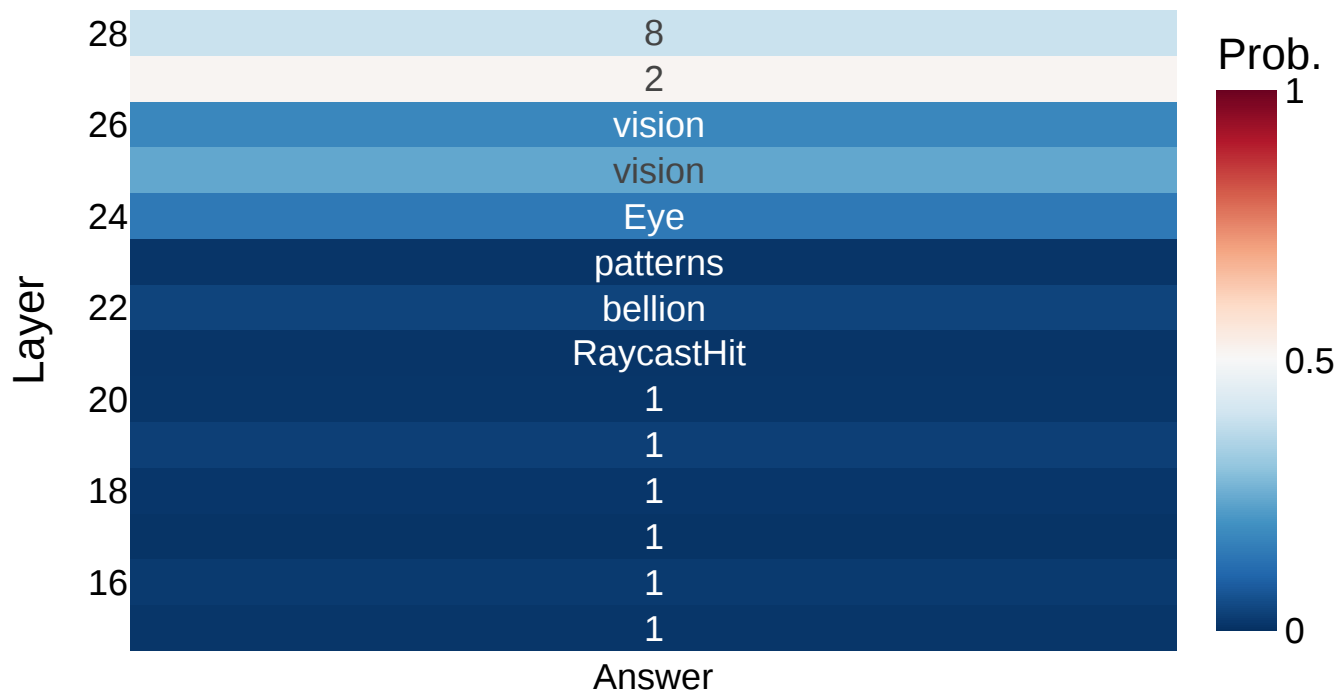 28 8
2
26 vision
vision
24 Eye
patterns
22 bellion
RaycastHit
20 1
1
18 1
1
16 1
1
Layer
Answer
Prob.
1
0.5
0